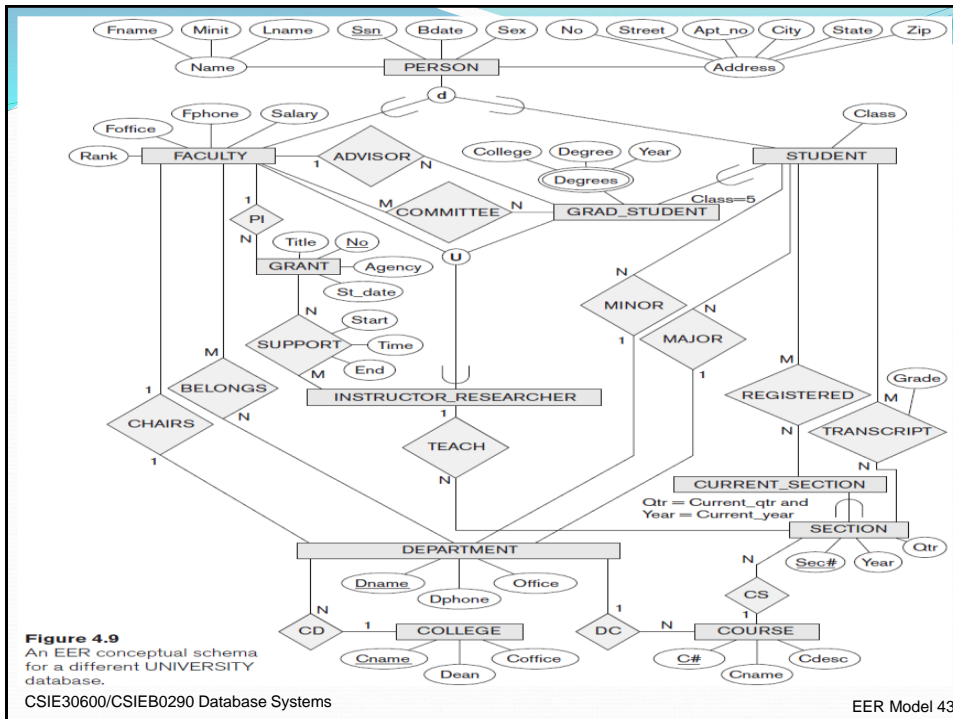 Fname Minit Lname Ssn Bdate Sex No Street Apt_no City State Zip
Name PERSON Address
d
Class
Fphone Salary
Foffice
Rank FACULTY 1 ADVISOR N College Degree Year STUDENT
Degrees
Class=5
M COMMITTEE N GRAD_STUDENT
1
PI
N
Title No
U
GRANT Agency
St_date
N
MINOR
N
MAJOR
N
Start
SUPPORT Time
End
M
1
1
M
BELONGS
N
M
REGISTERED
N
Grade
M
TRANSCRIPT
N
INSTRUCTOR_RESEARCHER
1
TEACH
N
1
CHAIRS
1
CURRENT_SECTION
Qtr = Current_qtr and
Year = Current_year
SECTION
Sec# Year Qtr
DEPARTMENT
Dname Dphone Office
N
CS
1
N
CD 1 COLLEGE
1
DC N COURSE
Cname Dean Coffice
C# Cname Cdesc
Figure 4.9
An EER conceptual schema
for a different UNIVERSITY
database.
CSIE30600/CSIEB0290 Database Systems
EER Model 43